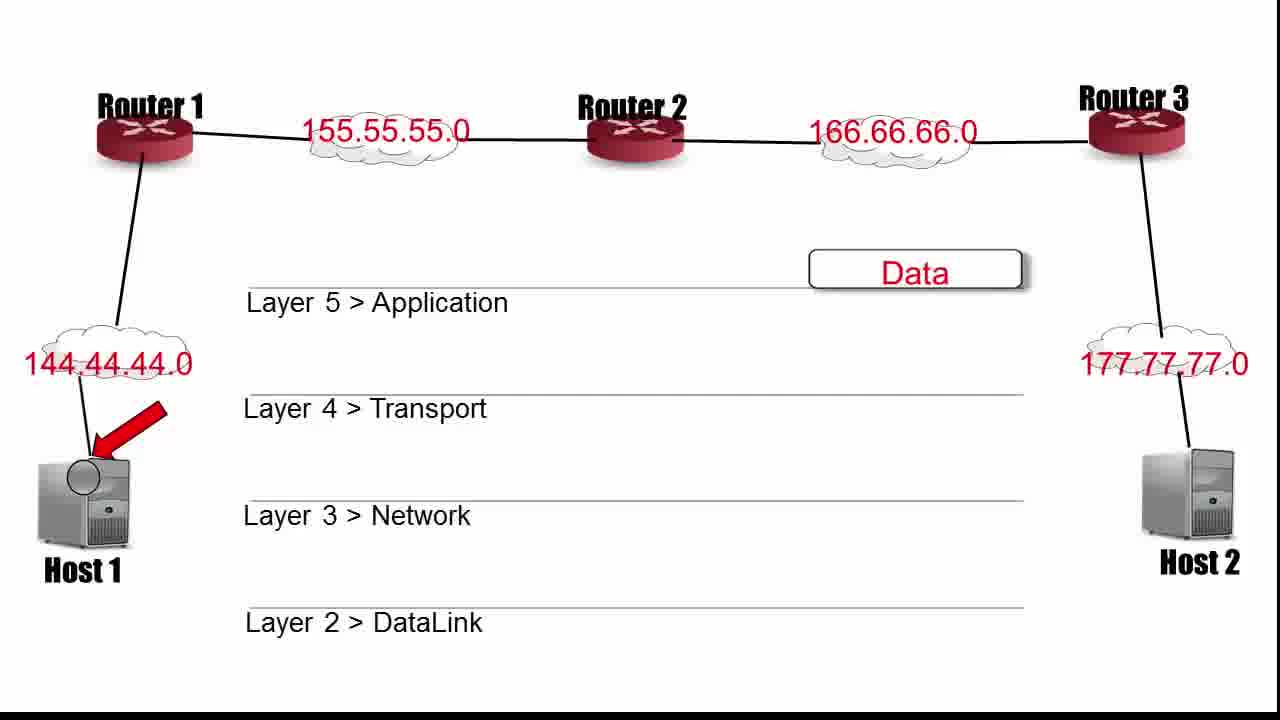 Router 1
Router 2
Router 3
155.55.55.0
166.66.66.0
Data
Layer 5 > Application
144.44.44.0
177.77.77.0
Layer 4 > Transport
Layer 3 > Network
Host 1
Host 2
Layer 2 > DataLink